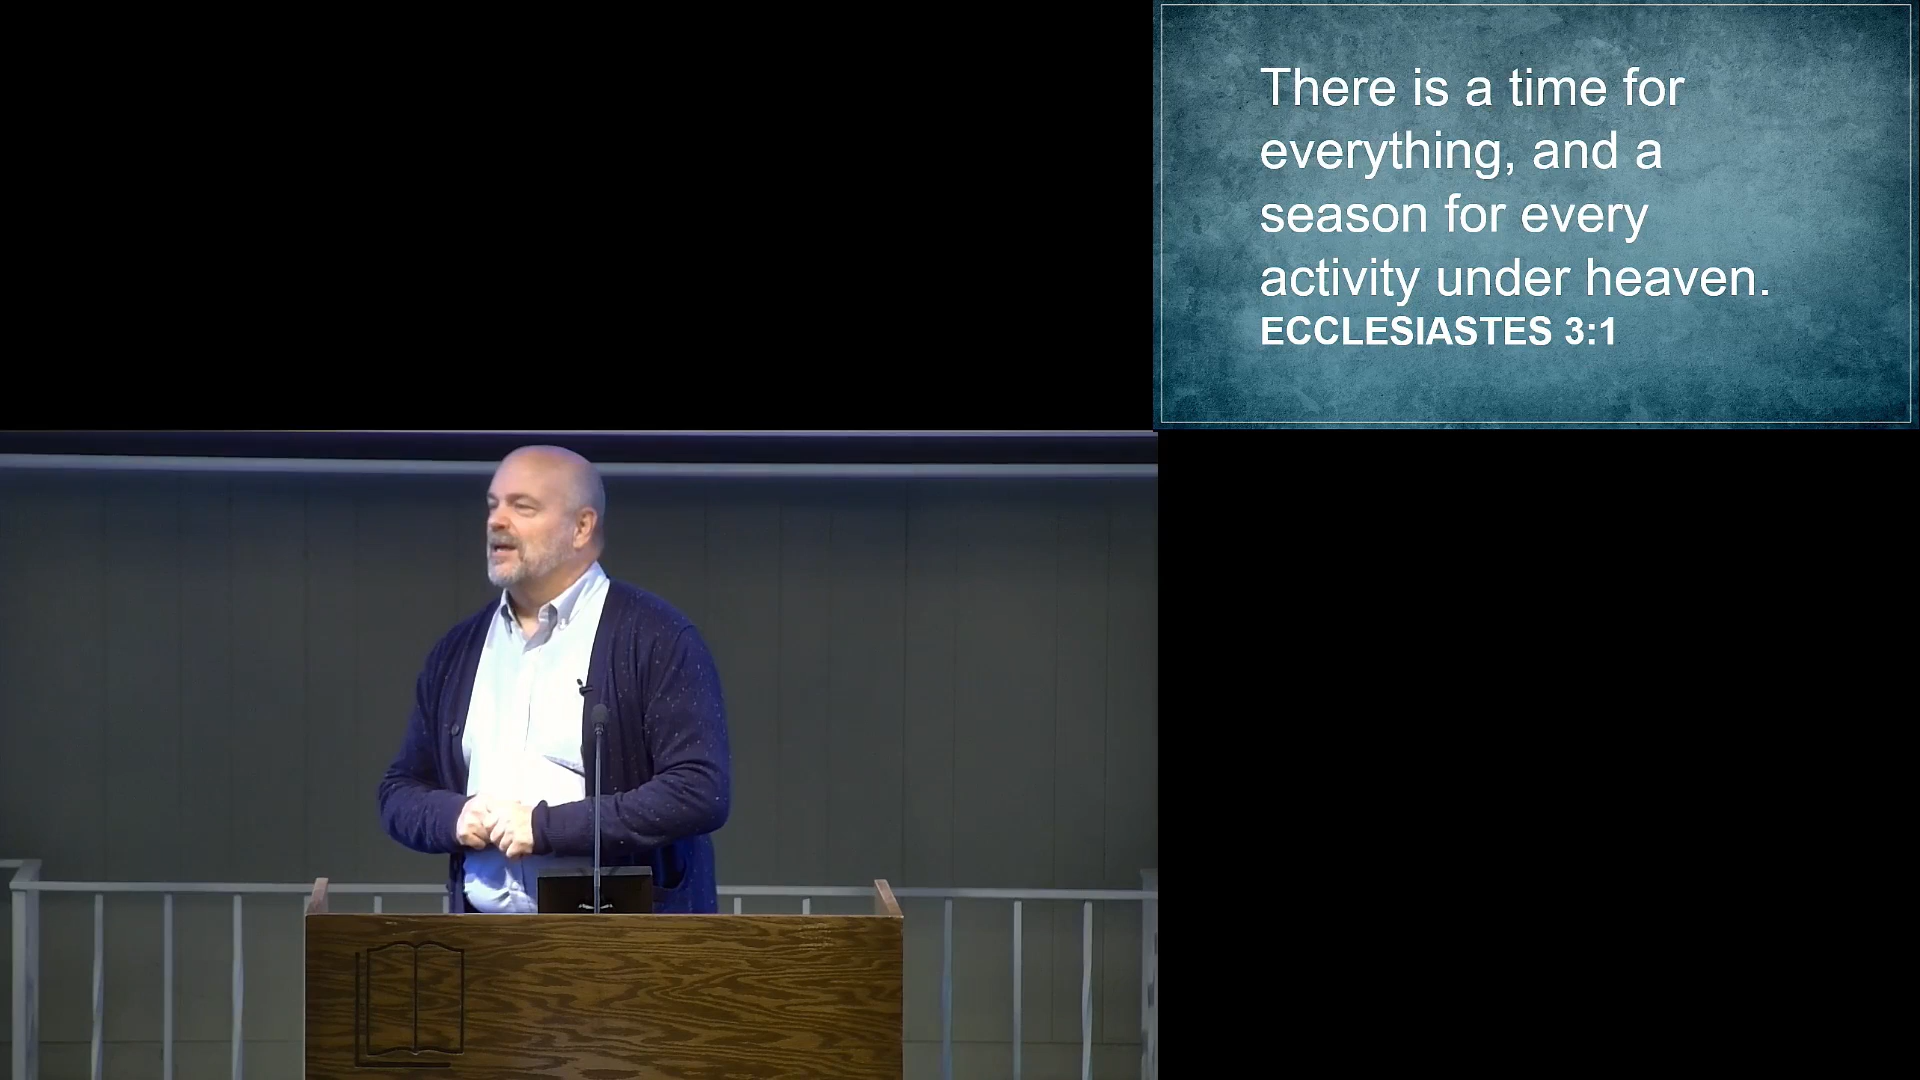 There is a time for
everything, and a
season for every
activity under heaven.
ECCLESIASTES 3:1